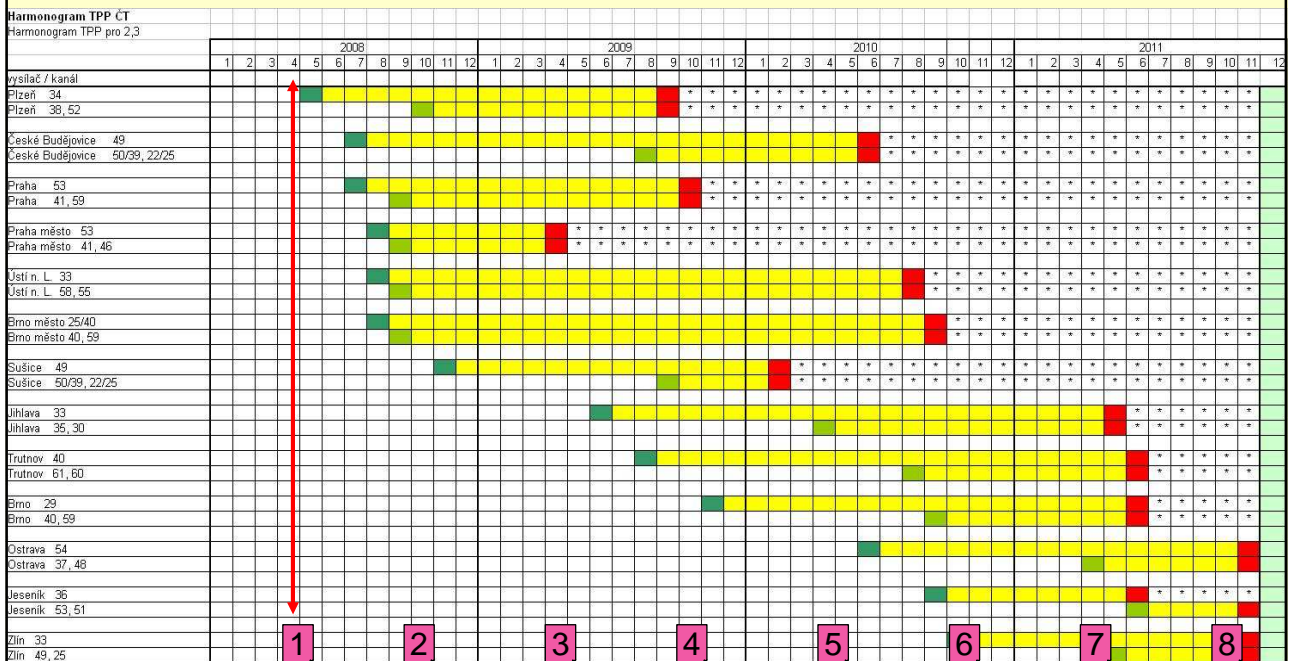 Harmonogram TPP ČT
Harmonogram TPP pro 2,3
2008 2009 2010 2011
1 2 3 4 5 6 7 8 9 10 11 12 1 2 3 4 5 6 7 8 9 10 11 12 1 2 3 4 5 6 7 8 9 10 11 12 1 2 3 4 5 6 7 8 9 10 11 12
vysílač / kanál
Plzeň 34
Plzeň 38, 52
České Budějovice 49
České Budějovice 50/39, 22/25
Praha 53
Praha 41, 59
Praha město 53
Praha město 41, 46
Ústí n. L. 33
Ústí n. L. 58, 55
Brno město 25/40
Brno město 40, 59
Sušice 49
Sušice 50/39, 22/25
Jihlava 33
Jihlava 35, 30
Trutnov 40
Trutnov 61, 60
Brno 29
Brno 40, 59
Ostrava 54
Ostrava 37, 48
Jeseník 36
Jeseník 53, 51
Zlín 33
Zlín 49, 25
1 2 3 4 5 6 7 8